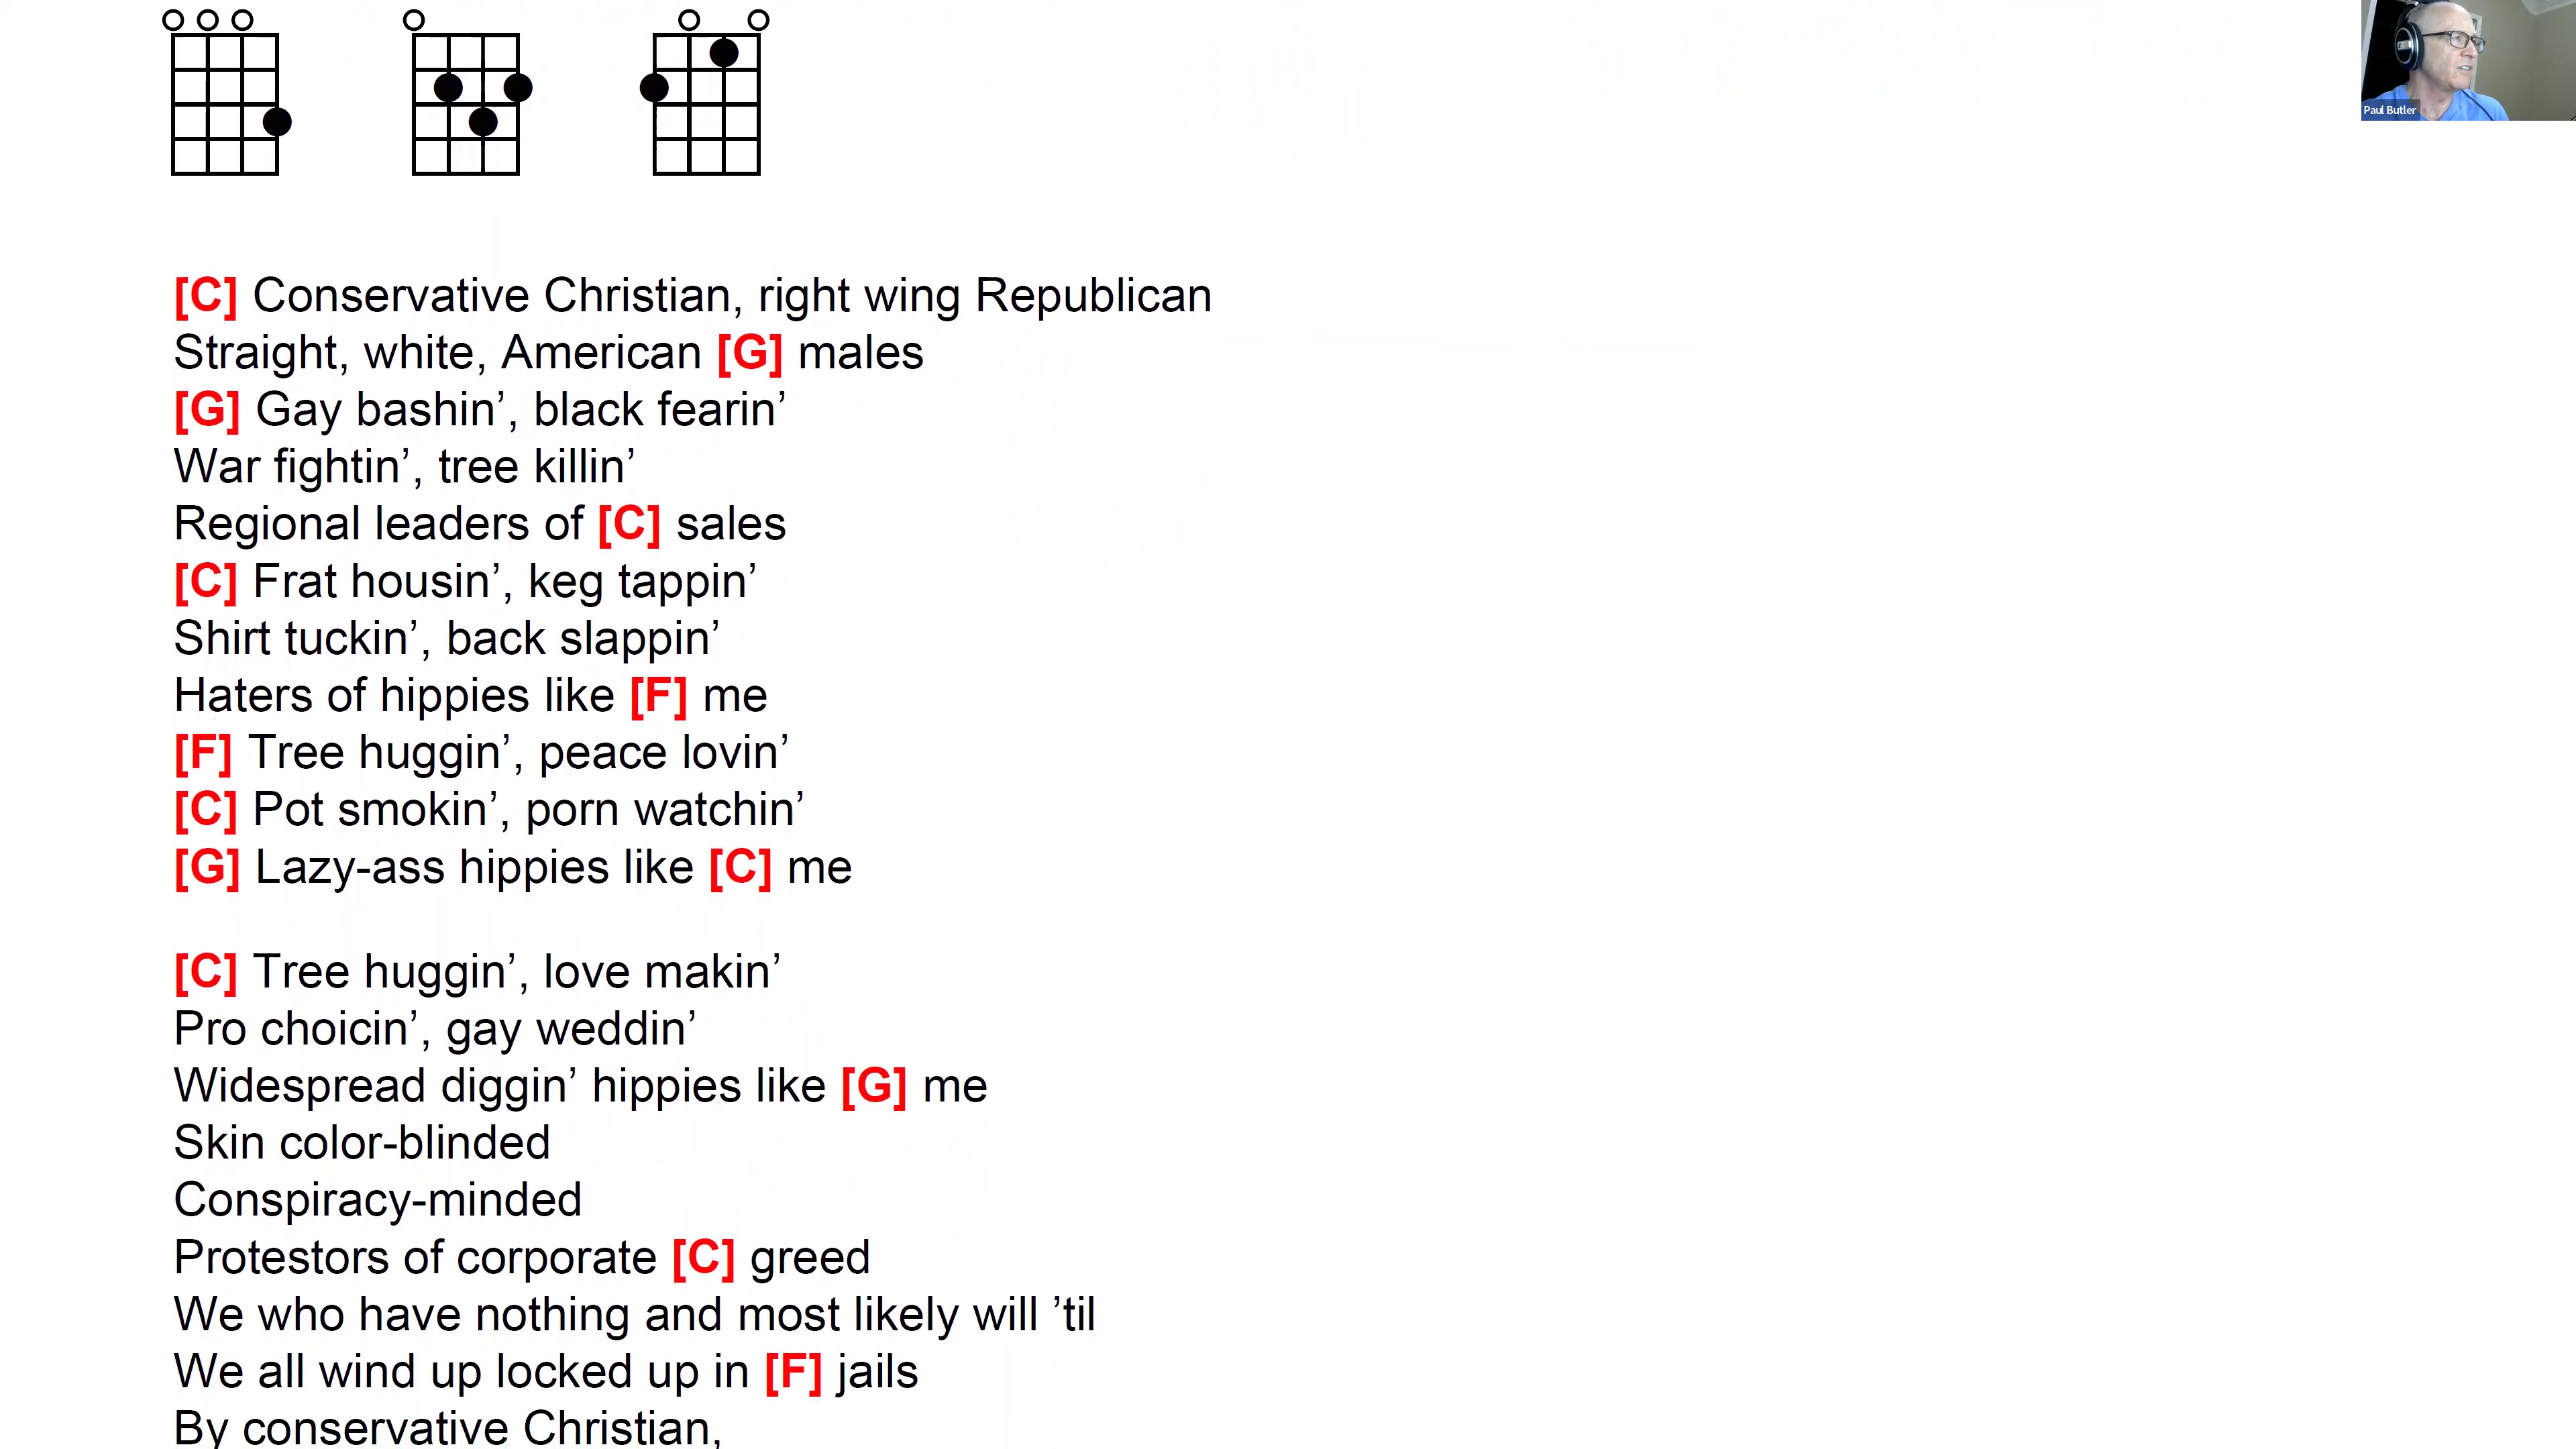 Paul Butler
[C] Conservative Christian, right wing Republican
Straight, white, American [G] males
[G] Gay bashin’, black fearin’
War fightin’, tree killin’
Regional leaders of [C] sales
[C] Frat housin’, keg tappin’
Shirt tuckin’, back slappin’
Haters of hippies like [F] me
[F] Tree huggin’, peace lovin’
[C] Pot smokin’, porn watchin’
[G] Lazy-ass hippies like [C] me
[C] Tree huggin’, love makin’
Pro choicin’, gay weddin’
Widespread diggin’ hippies like [G] me
Skin color-blinded
Conspiracy-minded
Protestors of corporate [C] greed
We who have nothing and most likely will ’til
We all wind up locked up in [F] jails
By conservative Christian,